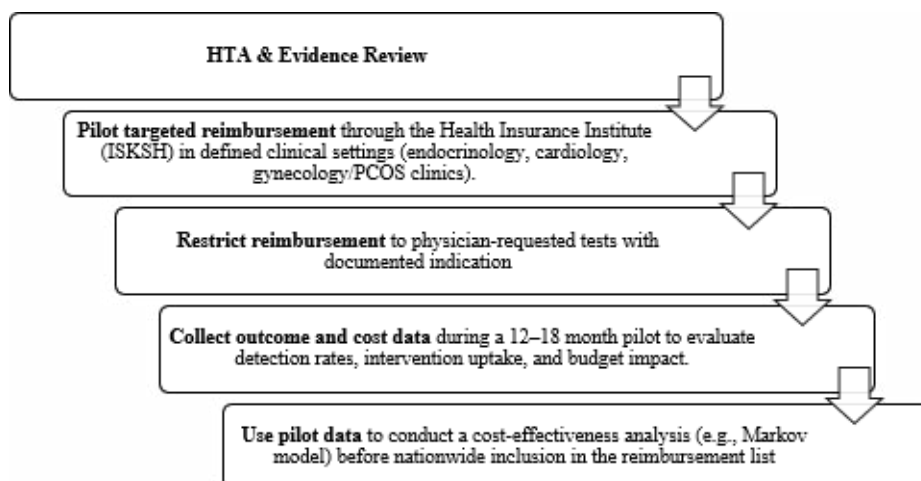 HTA & Evidence Review
Pilot targeted reimbursement through the Health Insurance Institute
(ISKSH) in defined clinical settings (endocrinology, cardiology,
gynecology/PCOS clinics).
Restrict reimbursement to physician-requested tests with
documented indication
Collect outcome and cost data during a 12–18 month pilot to evaluate
detection rates, intervention uptake, and budget impact.
Use pilot data to conduct a cost-effectiveness analysis (e.g., Markov
model) before nationwide inclusion in the reimbursement list